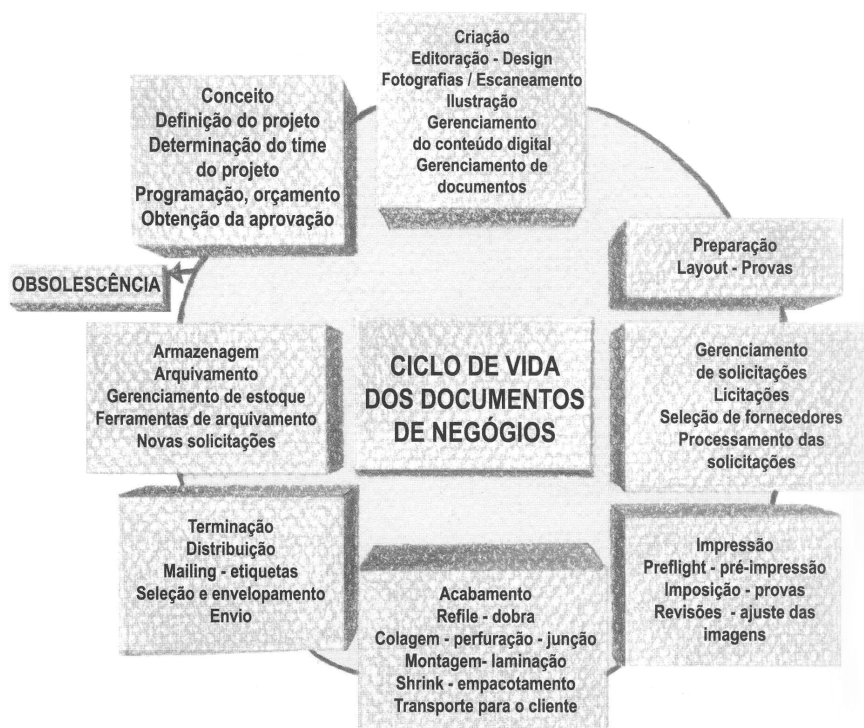 Criação
Editoração - Design
Fotografias / Escaneamento
Ilustração
Gerenciamento
do conteúdo digital
Gerenciamento de
documentos
Conceito
Definição do projeto
Determinação do time
do projeto
Programação, orçamento
Obtenção da aprovação
Preparação
Layout - Provas
OBSOLESCÊNCIA
Armazenagem
Arquivamento
Gerenciamento de estoque
Ferramentas de arquivamento
Novas solicitações
CICLO DE VIDA
DOS DOCUMENTOS
DE NEGÓGIOS
Gerenciamento
de solicitações
Licitações
Seleção de fornecedores
Processamento das
solicitações
Terminação
Distribuição
Mailing - etiquetas
Seleção e envelopamento
Envio
Acabamento
Refile - dobra
Colagem - perfuração - junção
Montagem- laminação
Shrink - empacotamento
Transporte para o cliente
Impressão
Preflight - pré-impressão
Imposição - provas
Revisões - ajuste das
imagens